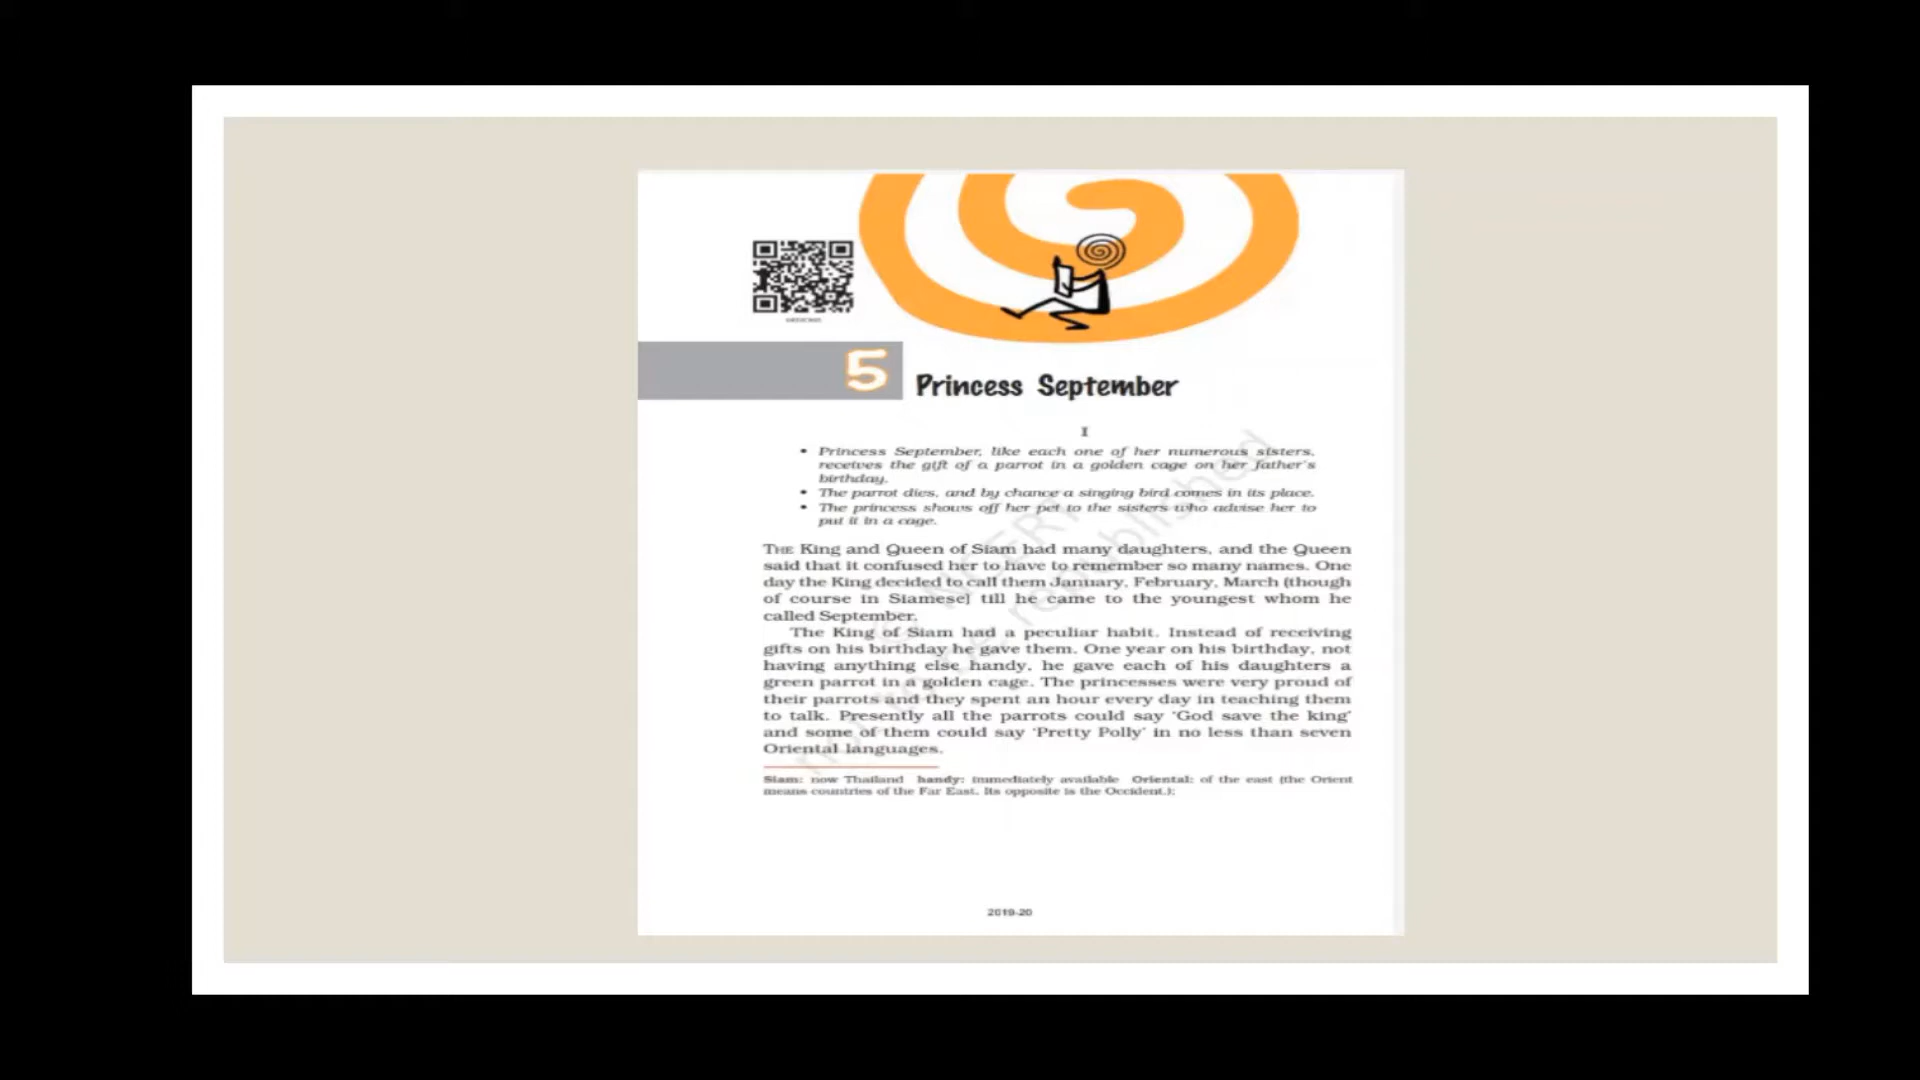 5
Princess September
I
• Princess September, like each one of her numerous sisters,
receives the gift of a parrot in a golden cage on her father's
birthday.
• The parrot dies, and by chance a singing bird comes in its place.
• The princess shows off her pet to the sisters who advise her to
put it in a cage.
THE King and Queen of Siam had many daughters, and the Queen
said that it confused her to have to remember so many names. One
day the King decided to call them January, February, March (though
of course in Siamese) till he came to the youngest whom he
called September.
The King of Siam had a peculiar habit. Instead of receiving
gifts on his birthday he gave them. One year on his birthday, not
having anything else handy, he gave each of his daughters a
green parrot in a golden cage. The princesses were very proud of
their parrots and they spent an hour every day in teaching them
to talk. Presently all the parrots could say ‘God save the king’
and some of them could say ‘Pretty Polly’ in no less than seven
Oriental languages.
Siam: now Thailand handy: immediately available Oriental: of the east (the Orient
means countries of the Far East. Its opposite is the Occident.);
2019-20
© NCERT
not to be republished